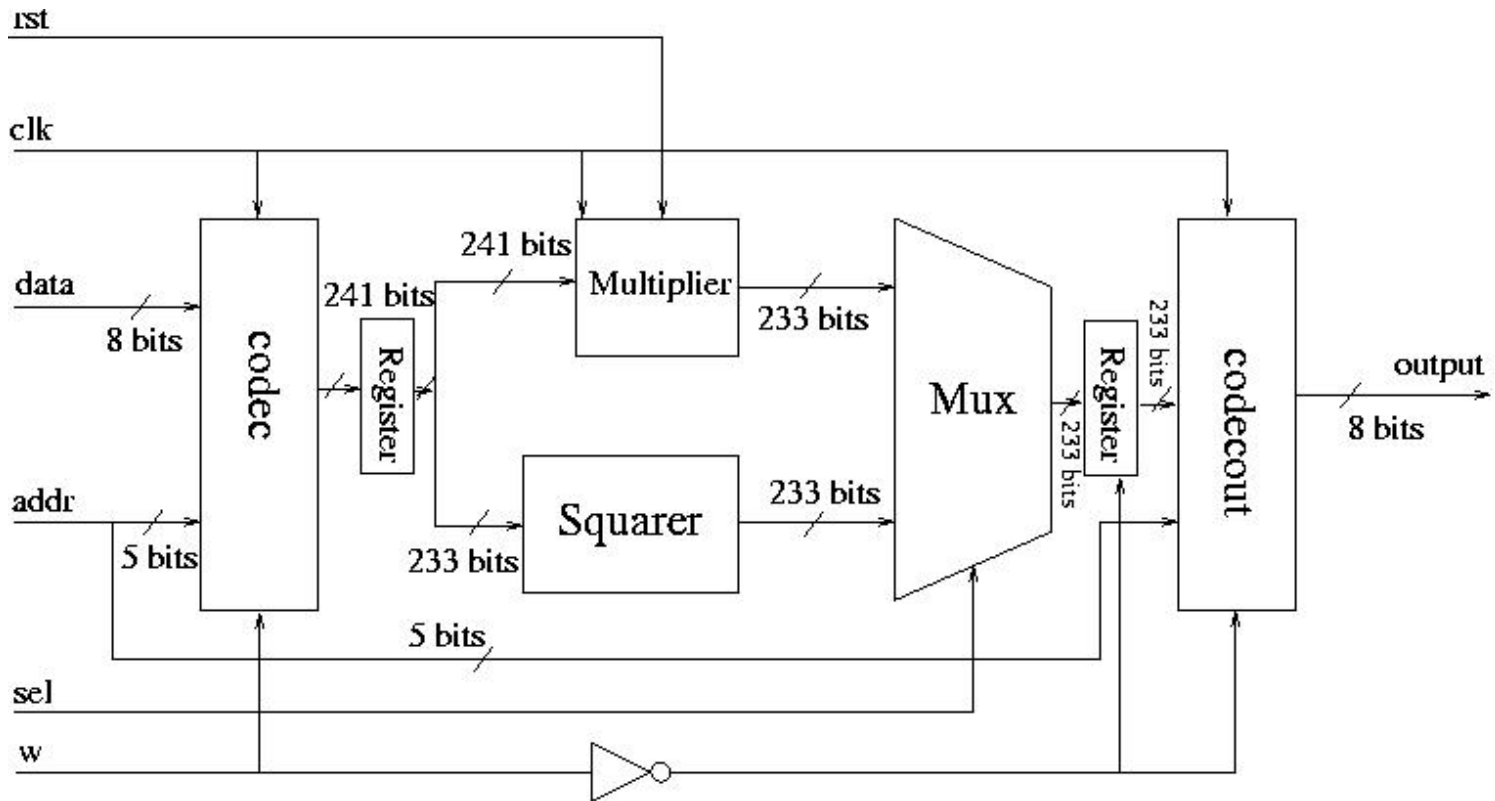 rst
clk
data
8 bits
addr
5 bits
codec
241 bits
Register
241 bits
Multiplier
233 bits
233 bits
Squarer
233 bits
Mux
233 bits
Register
233 bits
codecout
output
8 bits
5 bits
sel
w